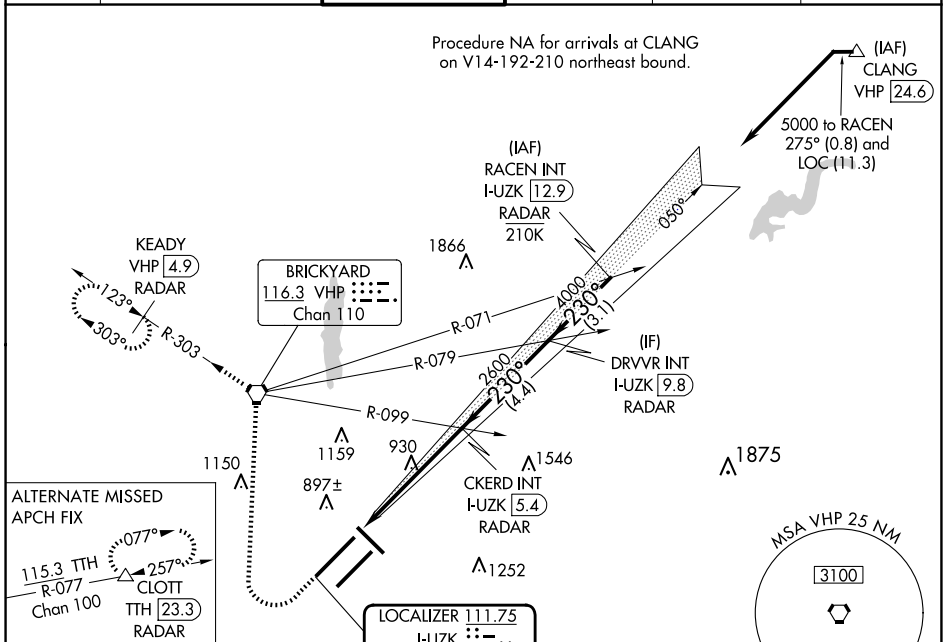 Procedure NA for arrivals at CLANG
on V14-192-210 northeast bound.
(IAF)
CLANG
VHP 24.6
5000 to RACEN
275° (0.8) and
LOC (11.3)
(IAF)
RACEN INT
I-UZK 12.9
RADAR
210K
050°
1866
KEADY
VHP 4.9
RADAR
123°
303°
R-303
BRICKYARD
116.3 VHP
Chan 110
R-071
R-079
R-099
4000
230°
(3.1)
2600
230°
(4.4)
(IF)
DRVVR INT
I-UZK 9.8
RADAR
1159
930
1150
897±
1546
1875
CKERD INT
I-UZK 5.4
RADAR
1252
ALTERNATE MISSED
APCH FIX
077°
257°
115.3 TTH
R-077
Chan 100
CLOTT
TTH 23.3
RADAR
LOCALIZER 111.75
I-UZK
MSA VHP 25 NM
3100